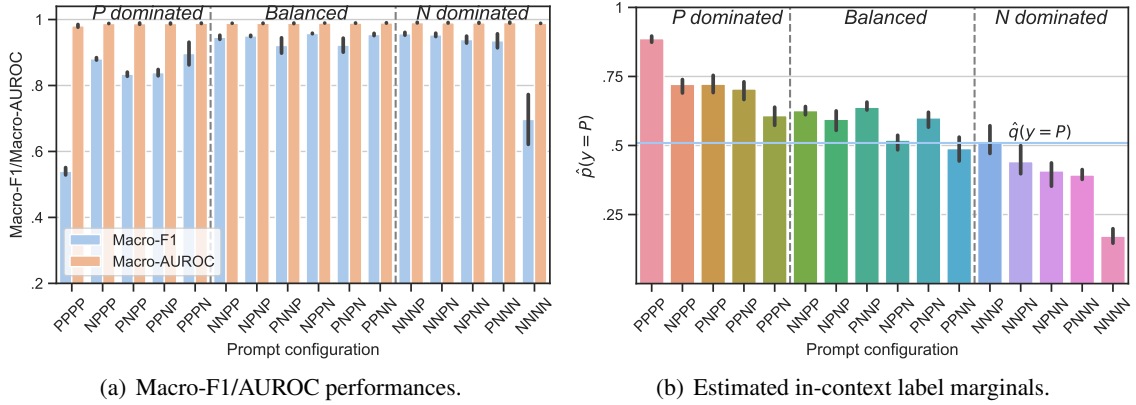 P dominated Balanced N dominated
1
.8
.6
.4
.2
Macro-F1/Macro-AUROC
Macro-F1
Macro-AUROC
PPPP NPPP PNPP PPNP PPPN NNPP NPNP PNNP NPPN PNPN PPNN NNNP NNPN NPNN PNNN NNNN
Prompt configuration
(a) Macro-F1/AUROC performances.
P dominated Balanced N dominated
1
.75
.5
.25
p̂(y = P)
q̂(y = P)
PPPP NPPP PNPP PPNP PPPN NNPP NPNP PNNP NPPN PNPN PPNN NNNP NNPN NPNN PNNN NNNN
Prompt configuration
(b) Estimated in-context label marginals.